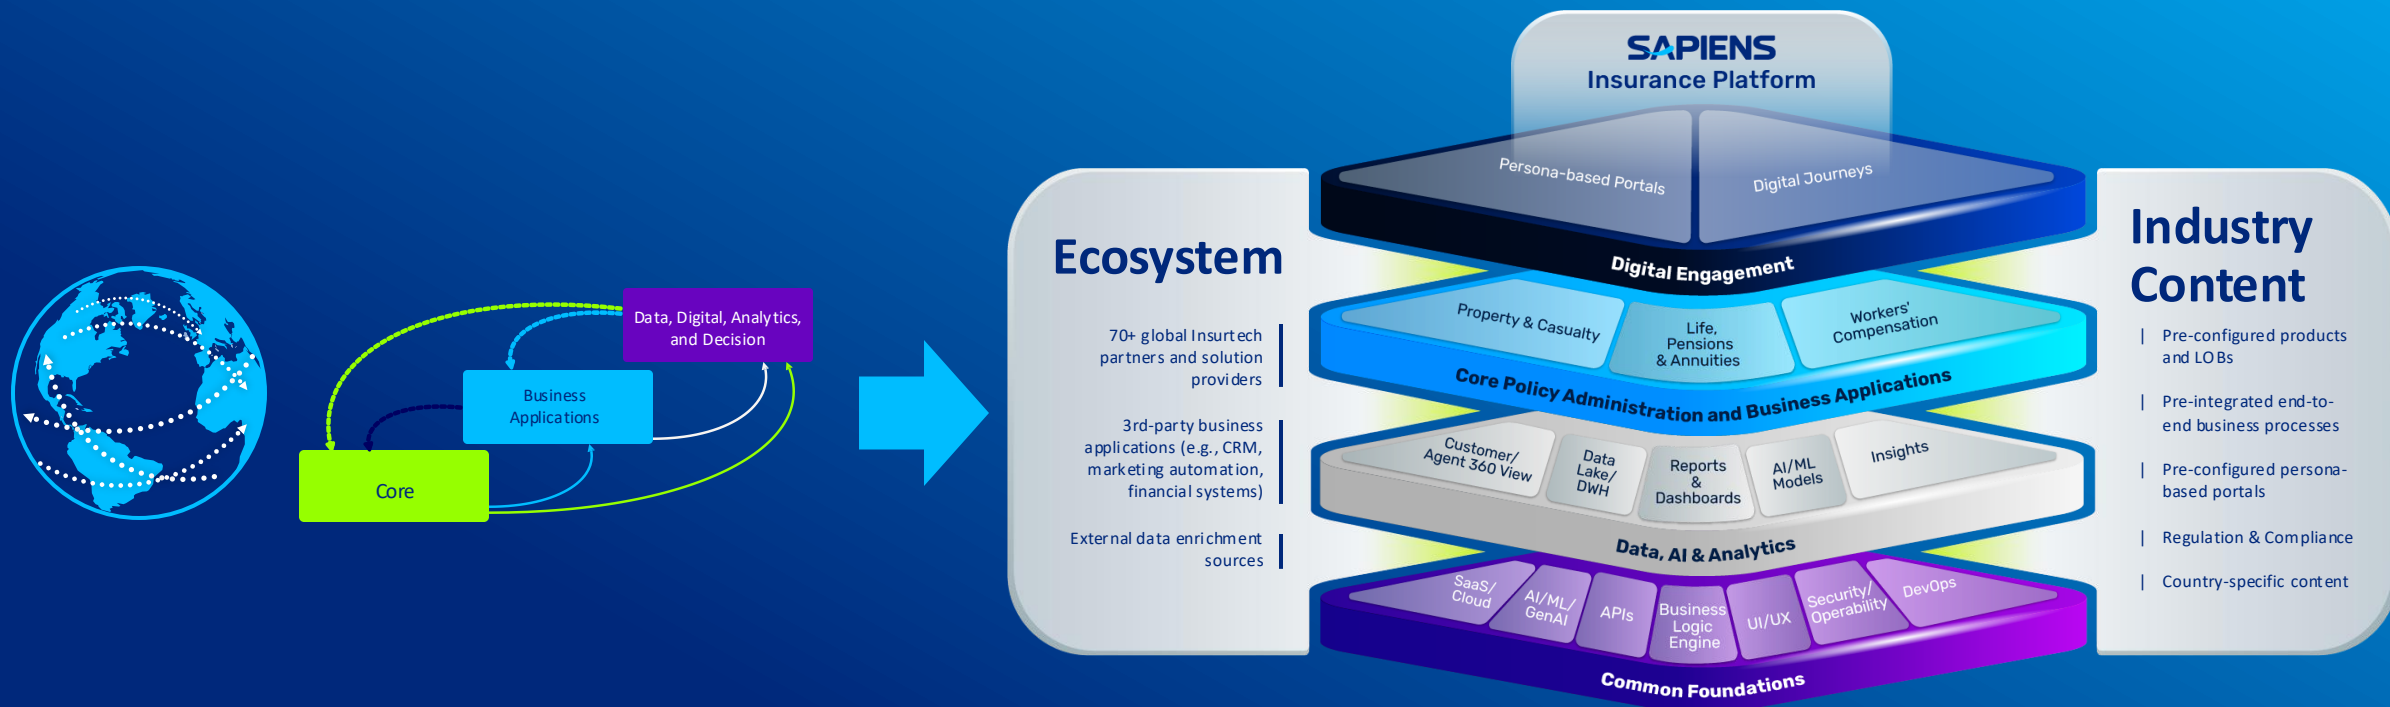 Data, Digital, Analytics,
and Decision
Business
Applications
Core
Ecosystem
70+ global Insurtech
partners and solution
providers
3rd-party business
applications (e.g., CRM,
marketing automation,
financial systems)
External data enrichment
sources
SAPIENS
Insurance Platform
Persona-based Portals
Digital Journeys
Digital Engagement
Property & Casualty
Life,
Pensions
& Annuities
Workers'
Compensation
Core Policy Administration and Business Applications
Customer/
Agent 360 View
Data
Lake/
DWH
Reports
&
Dashboards
AI/ML
Models
Insights
Data, AI & Analytics
SaaS/
Cloud
AI/ML/
GenAI
APIs
Business
Logic
Engine
UI/UX
Security/
Operability
DevOps
Common Foundations
Industry
Content
| Pre-configured products
and LOBs
| Pre-integrated end-to-
end business processes
| Pre-configured persona-
based portals
| Regulation & Compliance
| Country-specific content